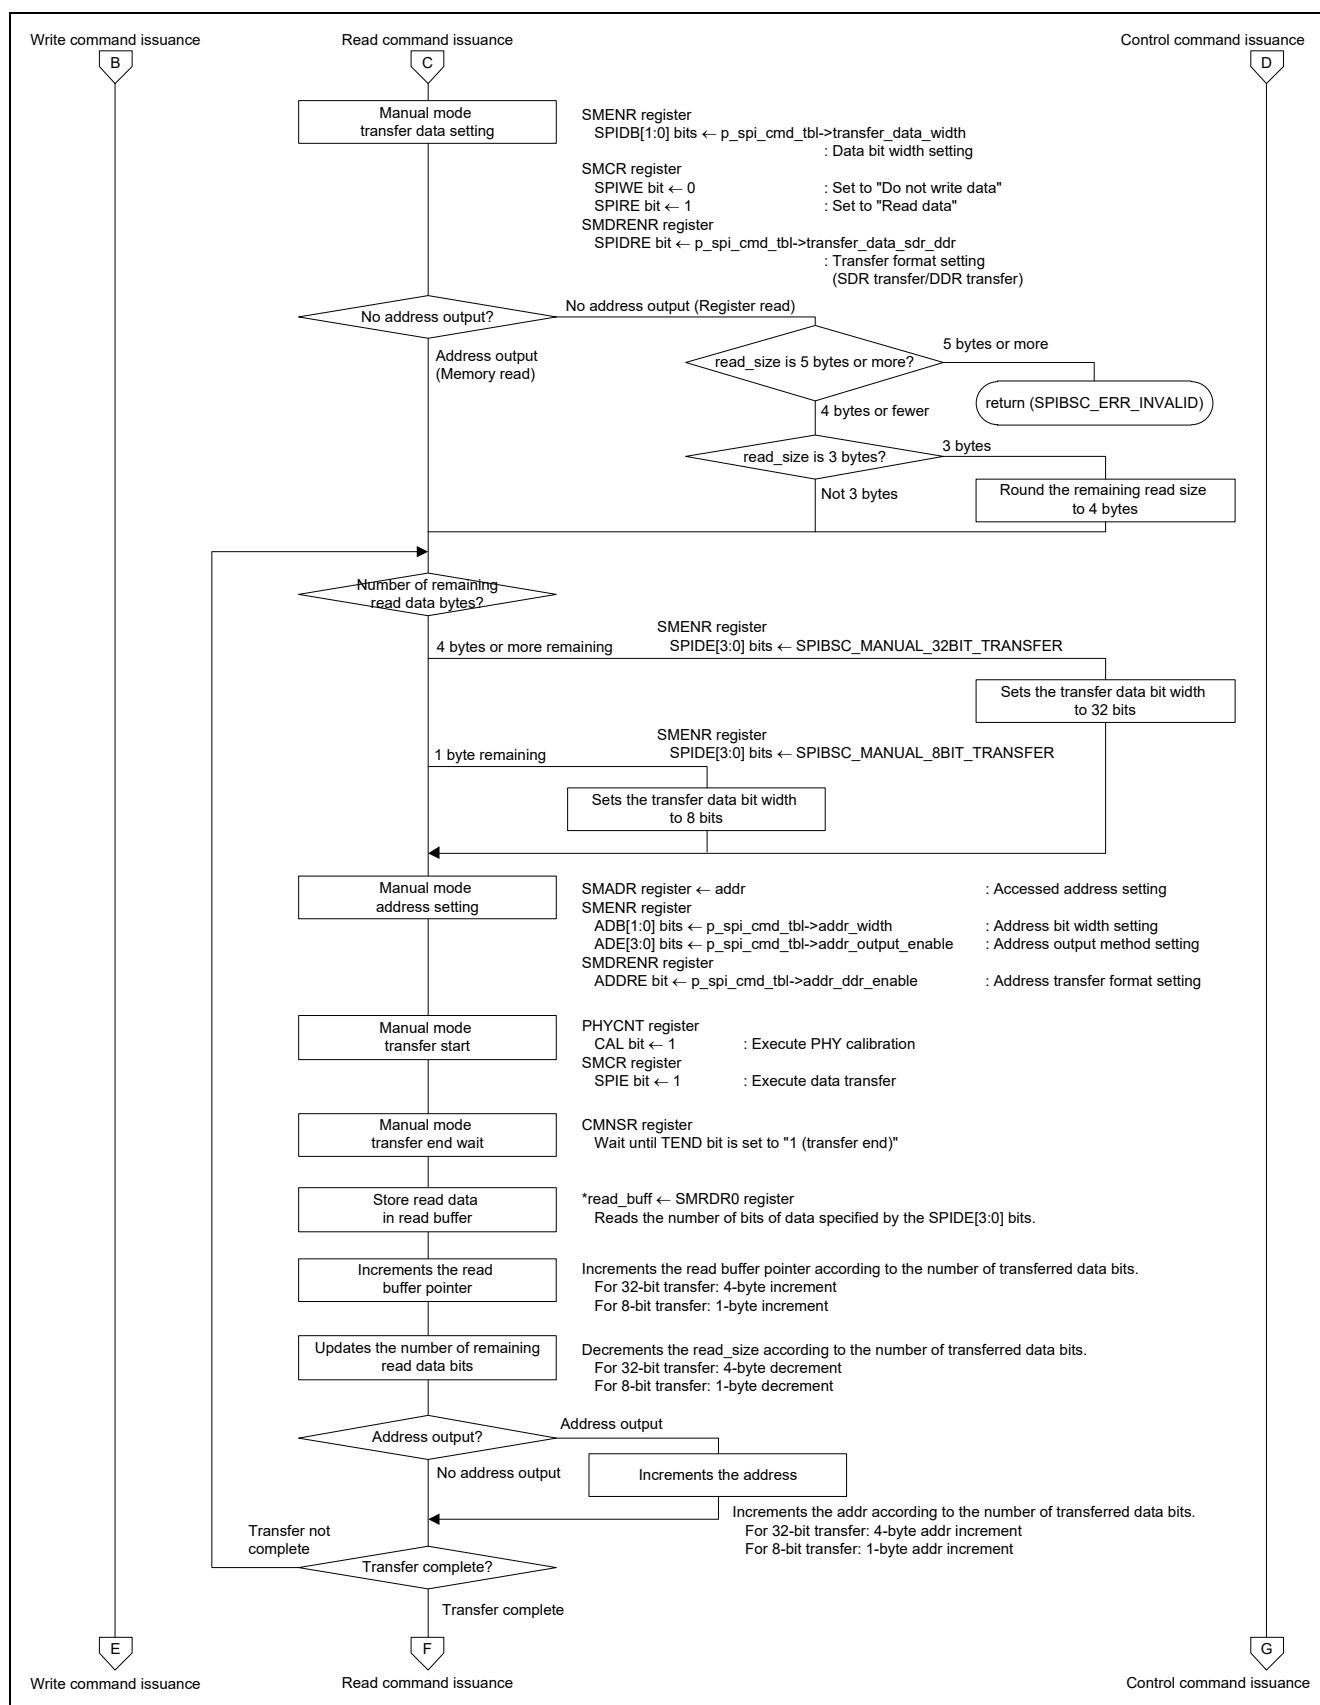 Write command issuance
Read command issuance
Control command issuance
B
C
D
Manual mode
transfer data setting
SMENR register
SPIDB[1:0] bits ← p_spi_cmd_tbl->transfer_data_width
: Data bit width setting
SMCR register
SPIWE bit ← 0 : Set to "Do not write data"
SPIRE bit ← 1 : Set to "Read data"
SMDRENR register
SPIDRE bit ← p_spi_cmd_tbl->transfer_data_sdr_ddr
: Transfer format setting
(SDR transfer/DDR transfer)
No address output?
No address output (Register read)
Address output
(Memory read)
read_size is 5 bytes or more?
5 bytes or more
return (SPIBSC_ERR_INVALID)
4 bytes or fewer
read_size is 3 bytes?
3 bytes
Not 3 bytes
Round the remaining read size
to 4 bytes
Number of remaining
read data bytes?
4 bytes or more remaining
SMENR register
SPIDE[3:0] bits ← SPIBSC_MANUAL_32BIT_TRANSFER
Sets the transfer data bit width
to 32 bits
1 byte remaining
SMENR register
SPIDE[3:0] bits ← SPIBSC_MANUAL_8BIT_TRANSFER
Sets the transfer data bit width
to 8 bits
Manual mode
address setting
SMADR register ← addr : Accessed address setting
SMENR register
ADB[1:0] bits ← p_spi_cmd_tbl->addr_width : Address bit width setting
ADE[3:0] bits ← p_spi_cmd_tbl->addr_output_enable : Address output method setting
SMDRENR register
ADDRE bit ← p_spi_cmd_tbl->addr_ddr_enable : Address transfer format setting
Manual mode
transfer start
PHYCNT register
CAL bit ← 1 : Execute PHY calibration
SMCR register
SPIE bit ← 1 : Execute data transfer
Manual mode
transfer end wait
CMNSR register
Wait until TEND bit is set to "1 (transfer end)"
Store read data
in read buffer
*read_buff ← SMRDR0 register
Reads the number of bits of data specified by the SPIDE[3:0] bits.
Increments the read
buffer pointer
Increments the read buffer pointer according to the number of transferred data bits.
For 32-bit transfer: 4-byte increment
For 8-bit transfer: 1-byte increment
Updates the number of remaining
read data bits
Decrements the read_size according to the number of transferred data bits.
For 32-bit transfer: 4-byte decrement
For 8-bit transfer: 1-byte decrement
Address output?
Address output
No address output
Increments the address
Increments the addr according to the number of transferred data bits.
For 32-bit transfer: 4-byte addr increment
For 8-bit transfer: 1-byte addr increment
Transfer not
complete
Transfer complete?
Transfer complete
E
F
G
Write command issuance
Read command issuance
Control command issuance